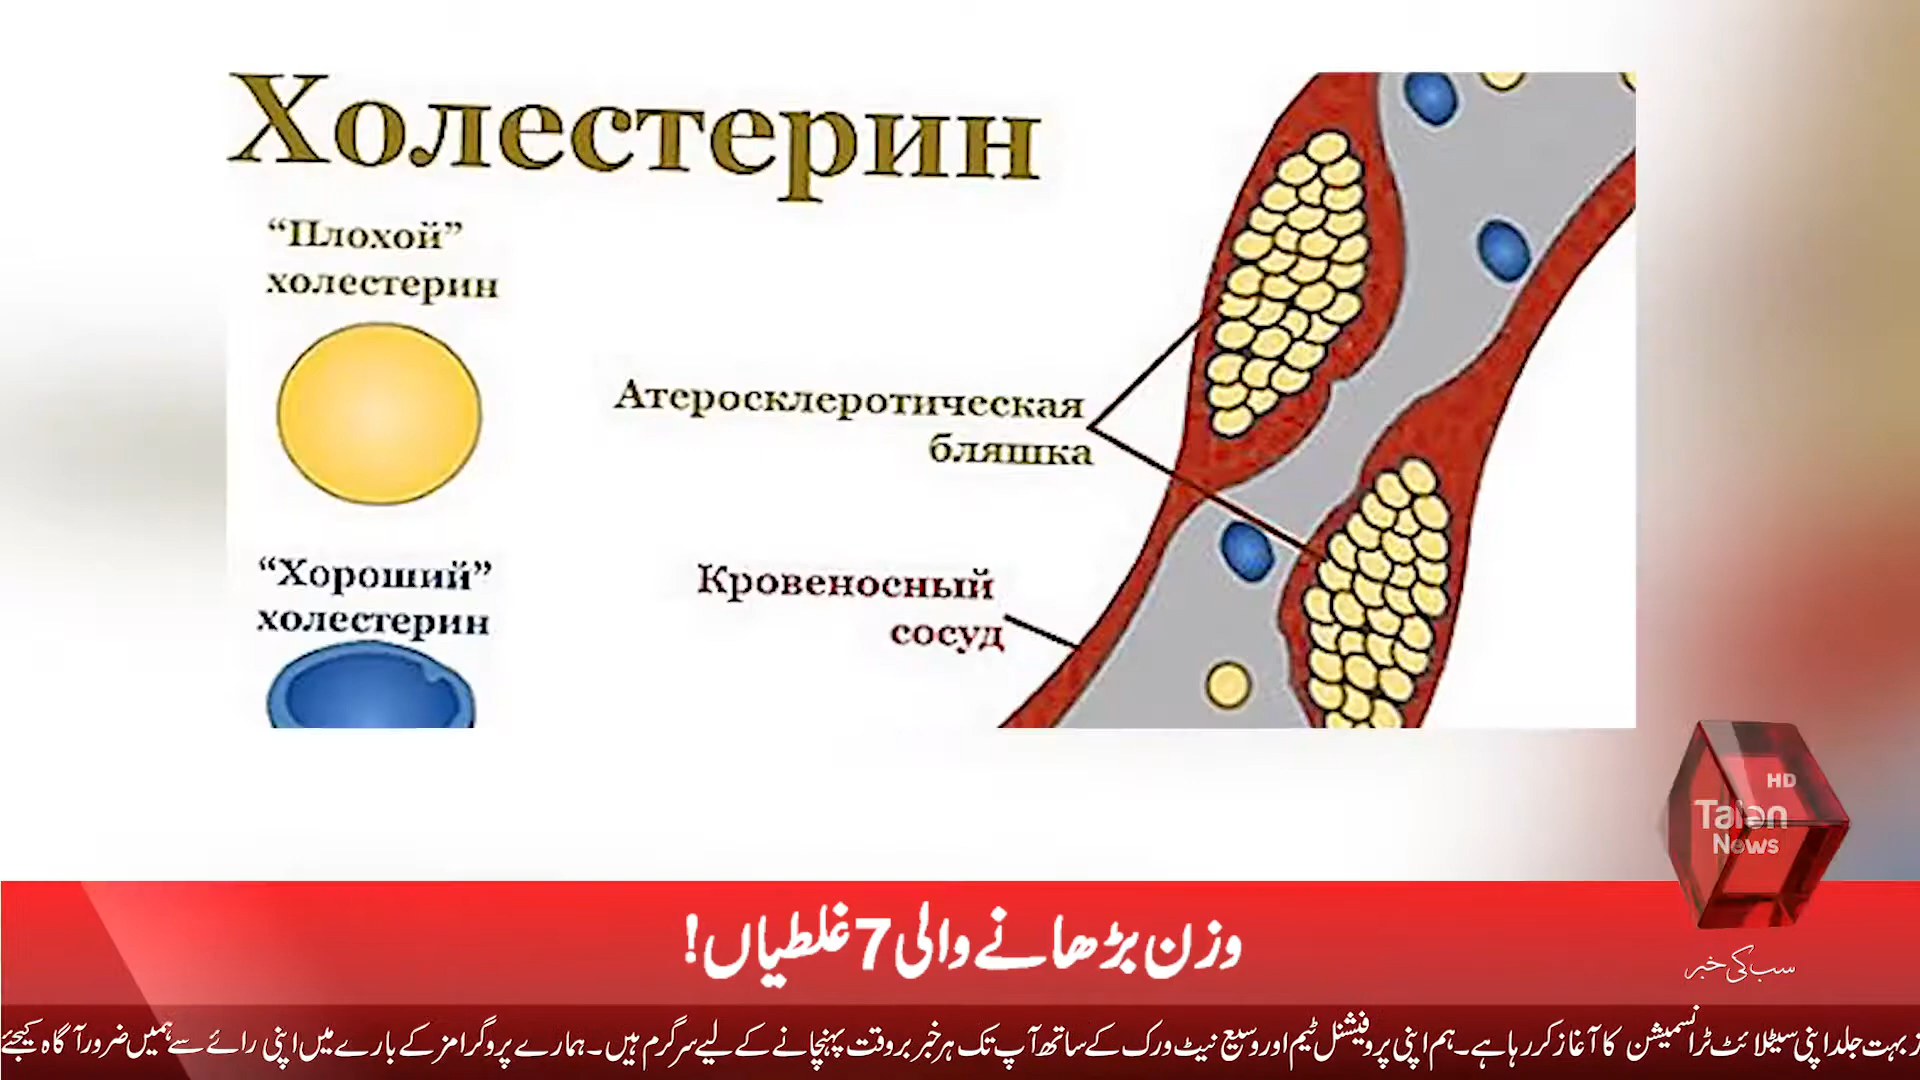 Холестерин
“Плохой”
холестерин
Атеросклеротическая
бляшка
“Хороший”
холестерин
Кровеносный
сосуд
HD
Talon
News
وزن بڑھانے والی 7 غلطیاں!
سب کی خبر
بہت جلد اپنی سیٹلائٹ ٹرانسمیشن کا آغاز کر رہا ہے۔ ہم اپنی پروفیشنل ٹیم اور وسیع نیٹ ورک کے ساتھ آپ تک ہر خبر بروقت پہنچانے کے لیے سرگرم ہیں۔ ہمارے پروگرامز کے بارے میں اپنی رائے سے ہمیں ضرور آگاہ کیجئے